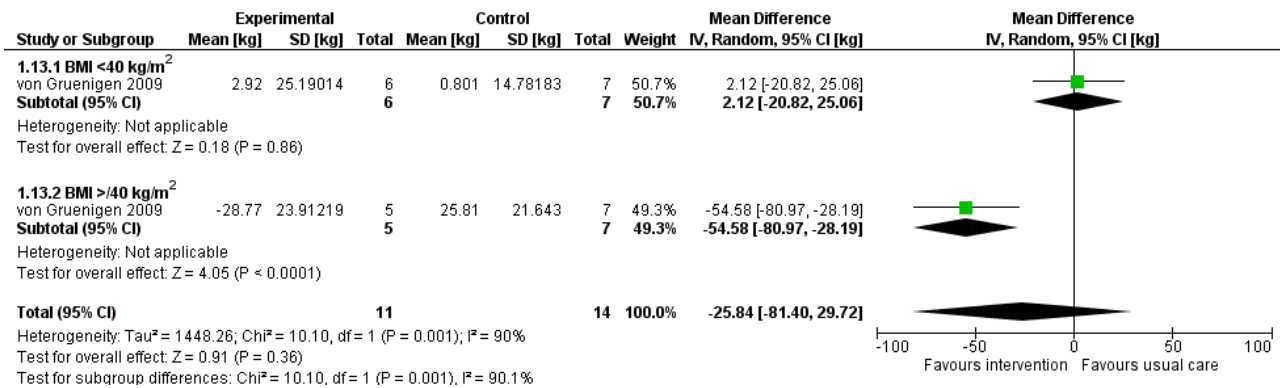 Experimental Control Mean Difference Mean Difference
Study or Subgroup Mean [kg] SD [kg] Total Mean [kg] SD [kg] Total Weight IV, Random, 95% CI [kg] IV, Random, 95% CI [kg]
1.13.1 BMI <40 kg/m²
von Gruenigen 2009 2.92 25.19014 6 0.801 14.78183 7 50.7% 2.12 [-20.82, 25.06]
Subtotal (95% CI) 6 7 50.7% 2.12 [-20.82, 25.06]
Heterogeneity: Not applicable
Test for overall effect: Z = 0.18 (P = 0.86)
1.13.2 BMI >/40 kg/m²
von Gruenigen 2009 -28.77 23.91219 5 25.81 21.643 7 49.3% -54.58 [-80.97, -28.19]
Subtotal (95% CI) 5 7 49.3% -54.58 [-80.97, -28.19]
Heterogeneity: Not applicable
Test for overall effect: Z = 4.05 (P < 0.0001)
Total (95% CI) 11 14 100.0% -25.84 [-81.40, 29.72]
Heterogeneity: Tau² = 1448.26; Chi² = 10.10, df = 1 (P = 0.001); I² = 90%
Test for overall effect: Z = 0.91 (P = 0.36)
Test for subgroup differences: Chi² = 10.10, df = 1 (P = 0.001), I² = 90.1%
-100 -50 0 50 100
Favours intervention Favours usual care